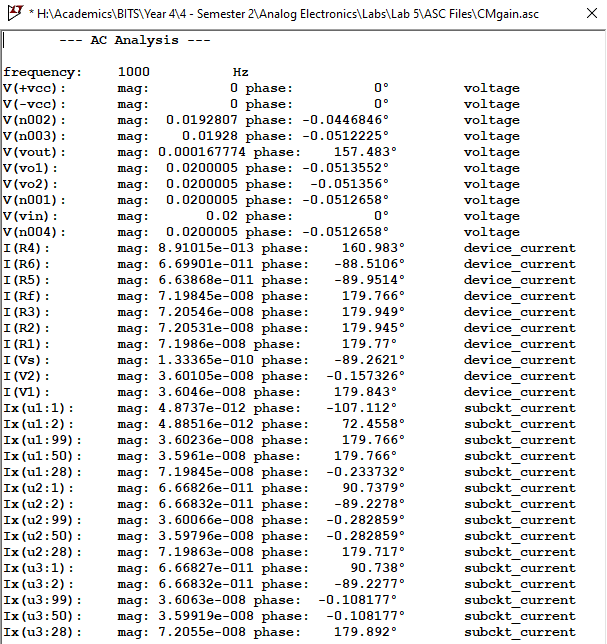 * H:\Academics\BITS\Year 4\4 - Semester 2\Analog Electronics\Labs\Lab 5\ASC Files\CMgain.asc
--- AC Analysis ---
frequency: 1000 Hz
V(+vcc): mag: 0 phase: 0° voltage
V(-vcc): mag: 0 phase: 0° voltage
V(n002): mag: 0.0192807 phase: -0.0446846° voltage
V(n003): mag: 0.01928 phase: -0.0512225° voltage
V(vout): mag: 0.000167774 phase: 157.483° voltage
V(vo1): mag: 0.0200005 phase: -0.0513552° voltage
V(vo2): mag: 0.0200005 phase: -0.051356° voltage
V(n001): mag: 0.0200005 phase: -0.0512658° voltage
V(vin): mag: 0.02 phase: 0° voltage
V(n004): mag: 0.0200005 phase: -0.0512658° voltage
I(R4): mag: 8.91015e-013 phase: 160.983° device_current
I(R6): mag: 6.69901e-011 phase: -88.5106° device_current
I(R5): mag: 6.63868e-011 phase: -89.9514° device_current
I(Rf): mag: 7.19845e-008 phase: 179.766° device_current
I(R3): mag: 7.20546e-008 phase: 179.949° device_current
I(R2): mag: 7.20531e-008 phase: 179.945° device_current
I(R1): mag: 7.1986e-008 phase: 179.77° device_current
I(Vs): mag: 1.33365e-010 phase: -89.2621° device_current
I(V2): mag: 3.60105e-008 phase: -0.157326° device_current
I(V1): mag: 3.6046e-008 phase: 179.843° device_current
Ix(u1:1): mag: 4.8737e-012 phase: -107.112° subckt_current
Ix(u1:2): mag: 4.88516e-012 phase: 72.4558° subckt_current
Ix(u1:99): mag: 3.60236e-008 phase: 179.766° subckt_current
Ix(u1:50): mag: 3.5961e-008 phase: 179.766° subckt_current
Ix(u1:28): mag: 7.19845e-008 phase: -0.233732° subckt_current
Ix(u2:1): mag: 6.66826e-011 phase: 90.7379° subckt_current
Ix(u2:2): mag: 6.66832e-011 phase: -89.2278° subckt_current
Ix(u2:99): mag: 3.60066e-008 phase: -0.282859° subckt_current
Ix(u2:50): mag: 3.59796e-008 phase: -0.282859° subckt_current
Ix(u2:28): mag: 7.19863e-008 phase: 179.717° subckt_current
Ix(u3:1): mag: 6.66827e-011 phase: 90.738° subckt_current
Ix(u3:2): mag: 6.66832e-011 phase: -89.2277° subckt_current
Ix(u3:99): mag: 3.6063e-008 phase: -0.108177° subckt_current
Ix(u3:50): mag: 3.59919e-008 phase: -0.108177° subckt_current
Ix(u3:28): mag: 7.2055e-008 phase: 179.892° subckt_current